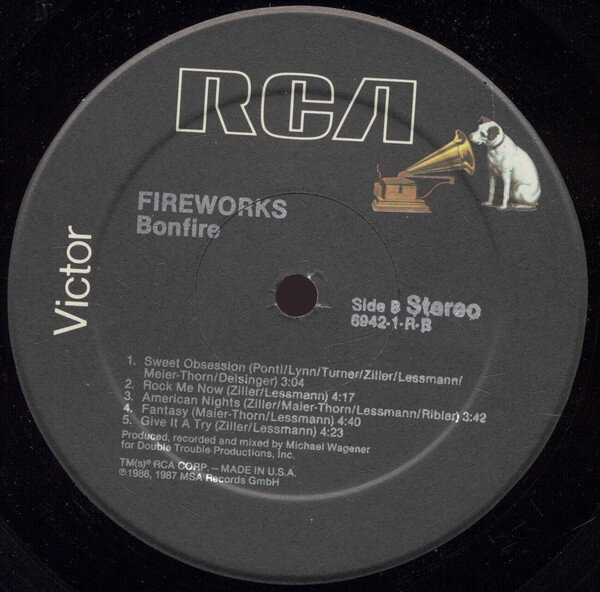 RCA
Victor
FIREWORKS
Bonfire
Side B Stereo
6942-1-R-B
1. Sweet Obsession (Ponti/Lynn/Turner/Ziller/Lessmann/
Meier-Thorn/Deisinger) 3:04
2. Rock Me Now (Ziller/Lessmann) 4:17
3. American Nights (Ziller/Maier-Thorn/Lessmann/Ribler) 3:42
4. Fantasy (Maier-Thorn/Lessmann) 4:40
5. Give It A Try (Ziller/Lessmann) 4:23
Produced, recorded and mixed by Michael Wagener
for Double Trouble Productions, Inc.
TM(s)® RCA CORP. – MADE IN U.S.A.
℗1986, 1987 MSA Records GmbH